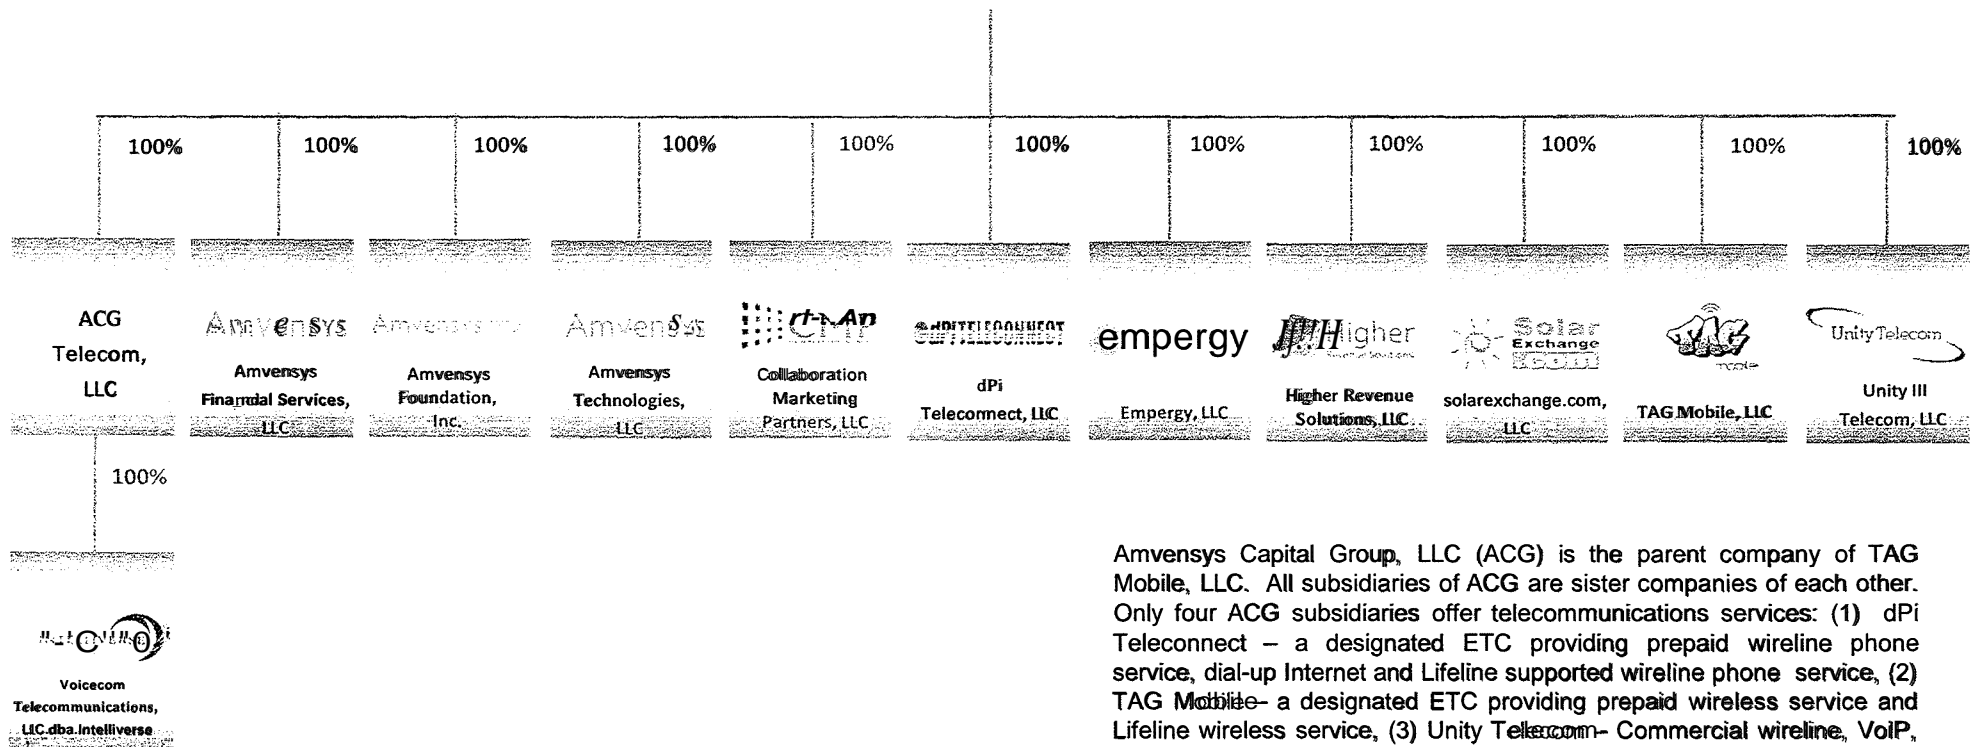 100% 100% 100% 100% 100% 100% 100% 100% 100% 100% 100%
ACG
Telecom,
LLC
Amvensys
Amvensys
Financial Services,
LLC
Amvensys
Amvensys
Foundation,
Inc.
Amvensys
Amvensys
Technologies,
LLC
Collaboration
Marketing
Partners, LLC
dPi
Teleconnect, LLC
empergy
Empergy, LLC
Higher
Higher Revenue
Solutions, LLC
Solar
Exchange
.com
solarexchange.com,
LLC
TAG
TAG Mobile, LLC
Unity Telecom
Unity III
Telecom, LLC
100%
Voicecom
Telecommunications,
LLC dba Intelliverse
Amvensys Capital Group, LLC (ACG) is the parent company of TAG
Mobile, LLC. All subsidiaries of ACG are sister companies of each other.
Only four ACG subsidiaries offer telecommunications services: (1) dPi
Teleconnect – a designated ETC providing prepaid wireline phone
service, dial-up Internet and Lifeline supported wireline phone service, (2)
TAG Mobile– a designated ETC providing prepaid wireless service and
Lifeline wireless service, (3) Unity Telecom– Commercial wireline, VoIP,